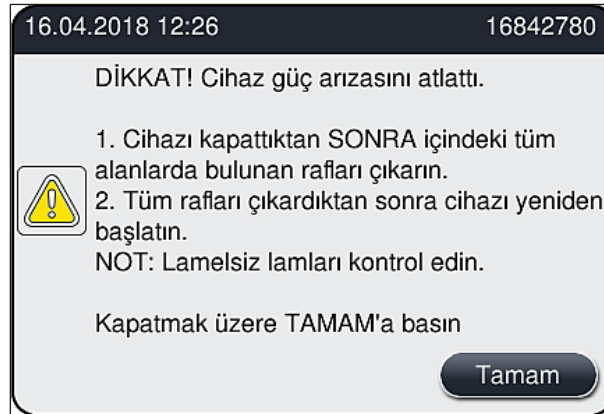 16.04.2018 12:26 16842780
DİKKAT! Cihaz güç arızasını atlattı.
1. Cihazı kapattıktan SONRA içindeki tüm
alanlarda bulunan rafları çıkarın.
2. Tüm rafları çıkardıktan sonra cihazı yeniden
başlatın.
NOT: Lamelsiz lamları kontrol edin.
Kapatmak üzere TAMAM'a basın
Tamam